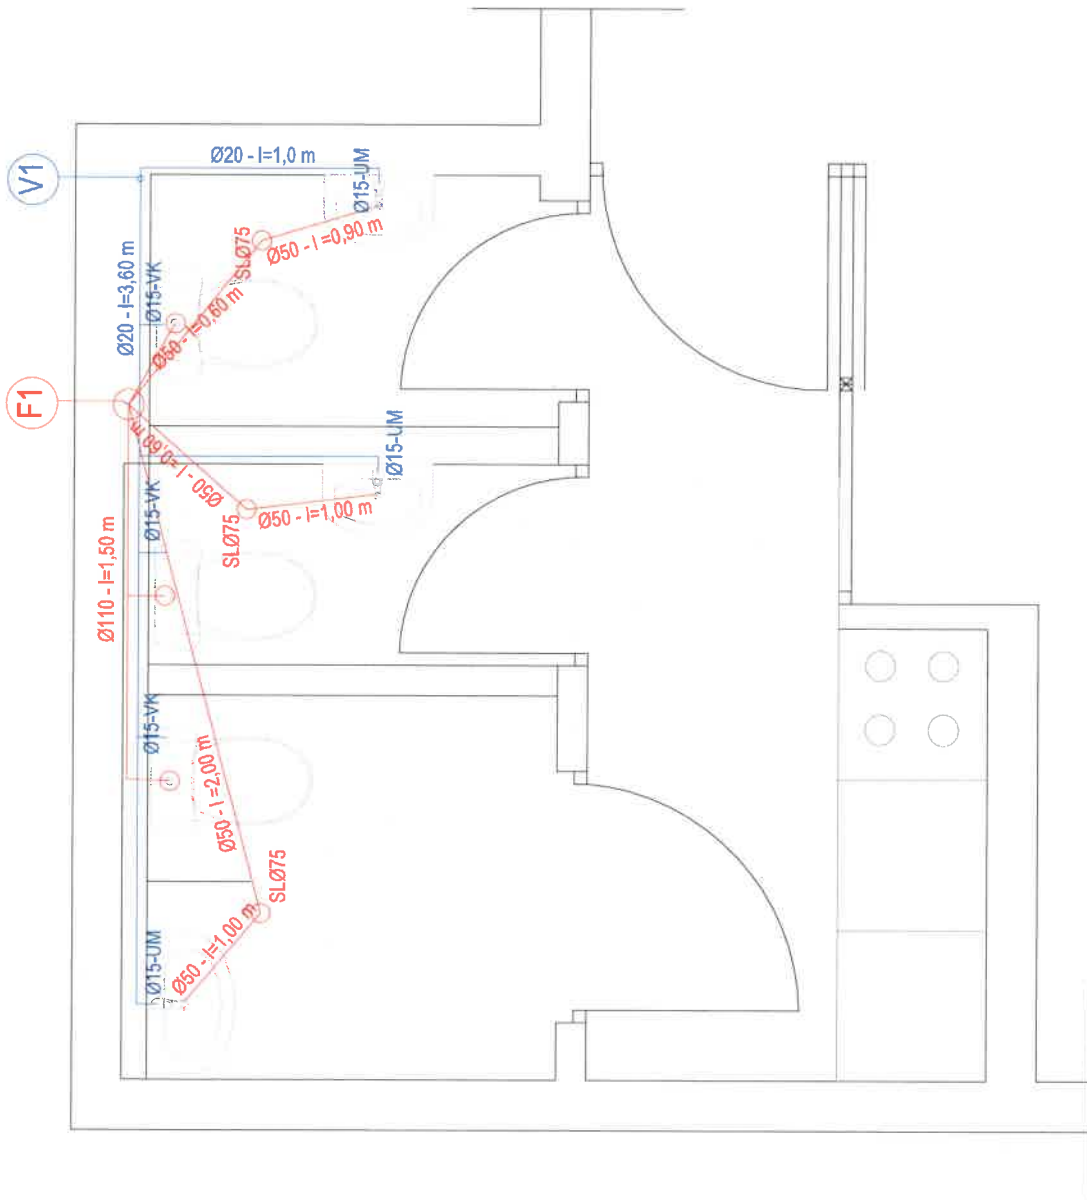 V1
Ø20 - l=1,0 m
Ø15-UM
Ø50 - l =0,90 m
SLØ75
Ø20 - l=3,60 m
Ø15-VK
Ø50 - l=0,60 m
F1
Ø50 - l=0,60 m
Ø15-UM
Ø15-VK
SLØ75
Ø50 - l=1,00 m
Ø110 - l=1,50 m
Ø15-VK
Ø50 - l =2,00 m
SLØ75
Ø15-UM
Ø50 - l=1,00 m